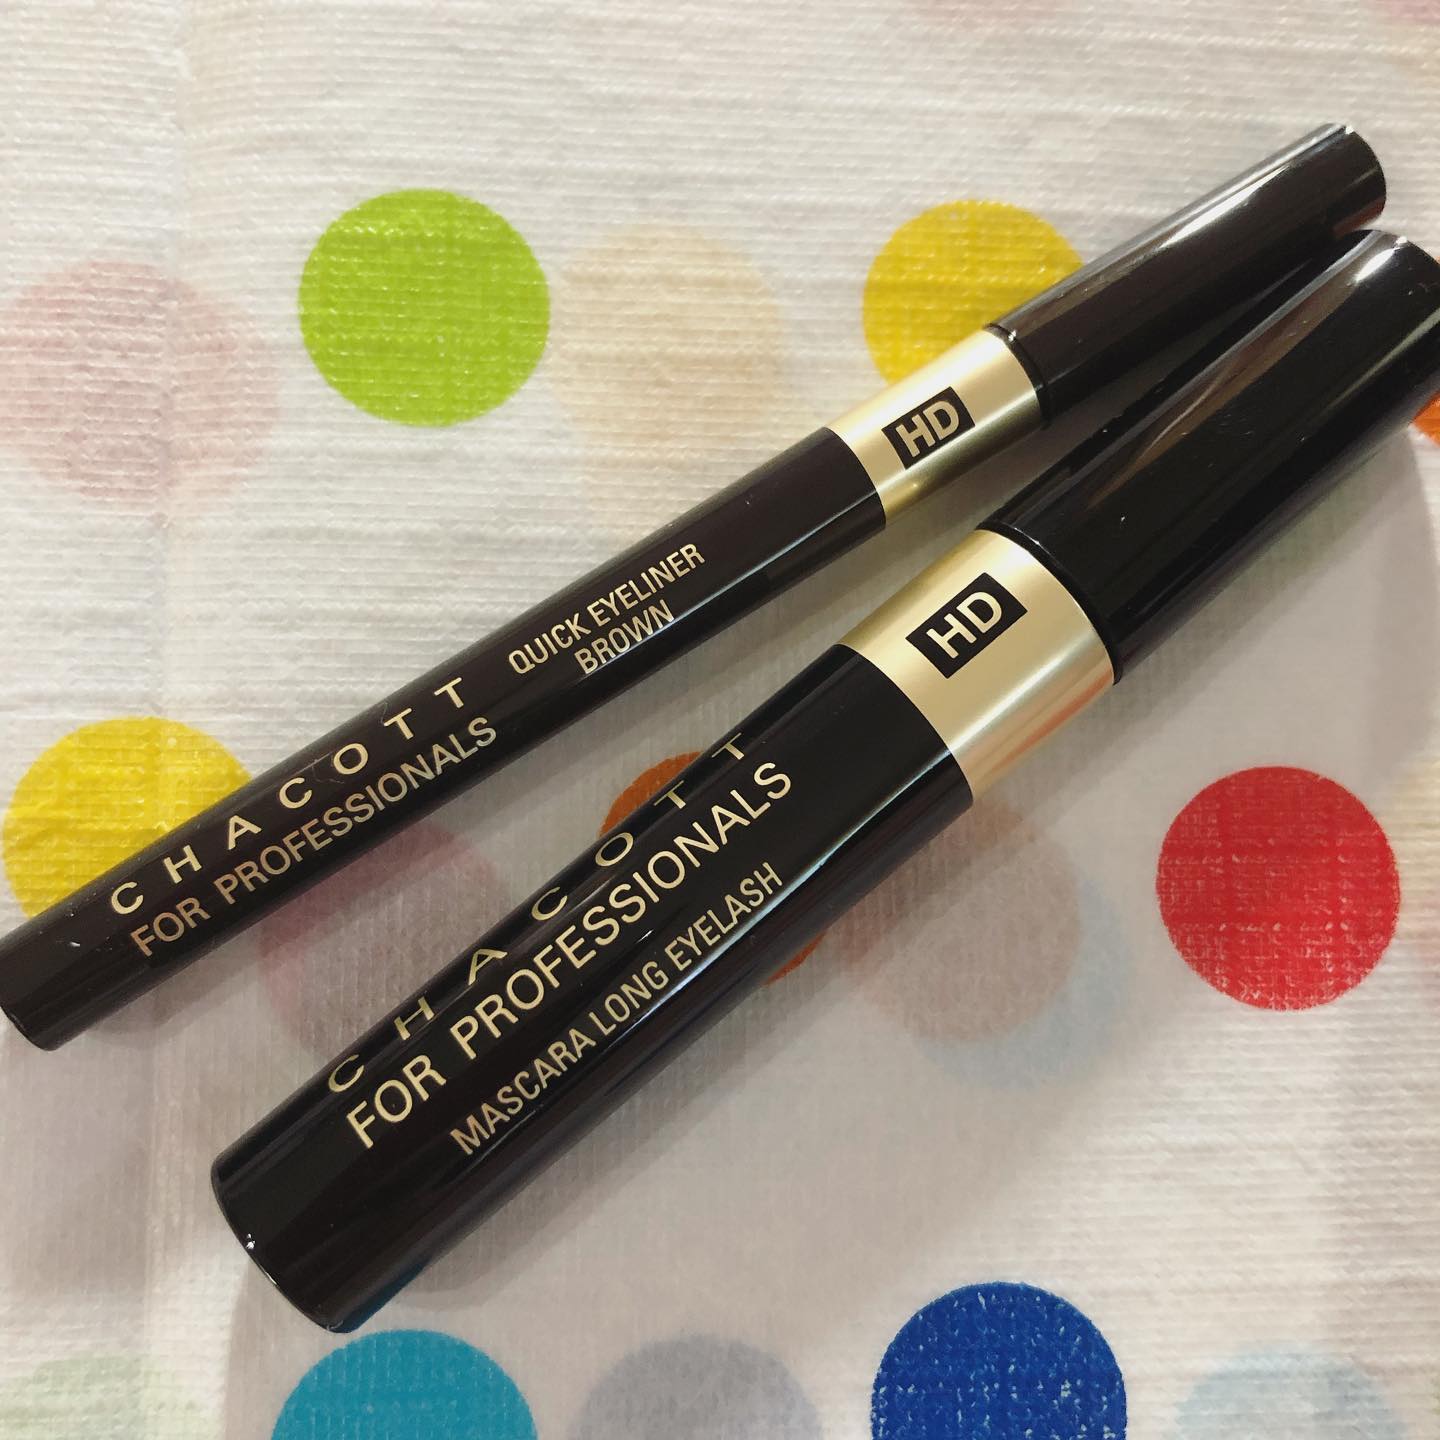 CHACOTT
FOR PROFESSIONALS
QUICK EYELINER
BROWN
HD
CHACOTT
FOR PROFESSIONALS
MASCARA LONG EYELASH
HD